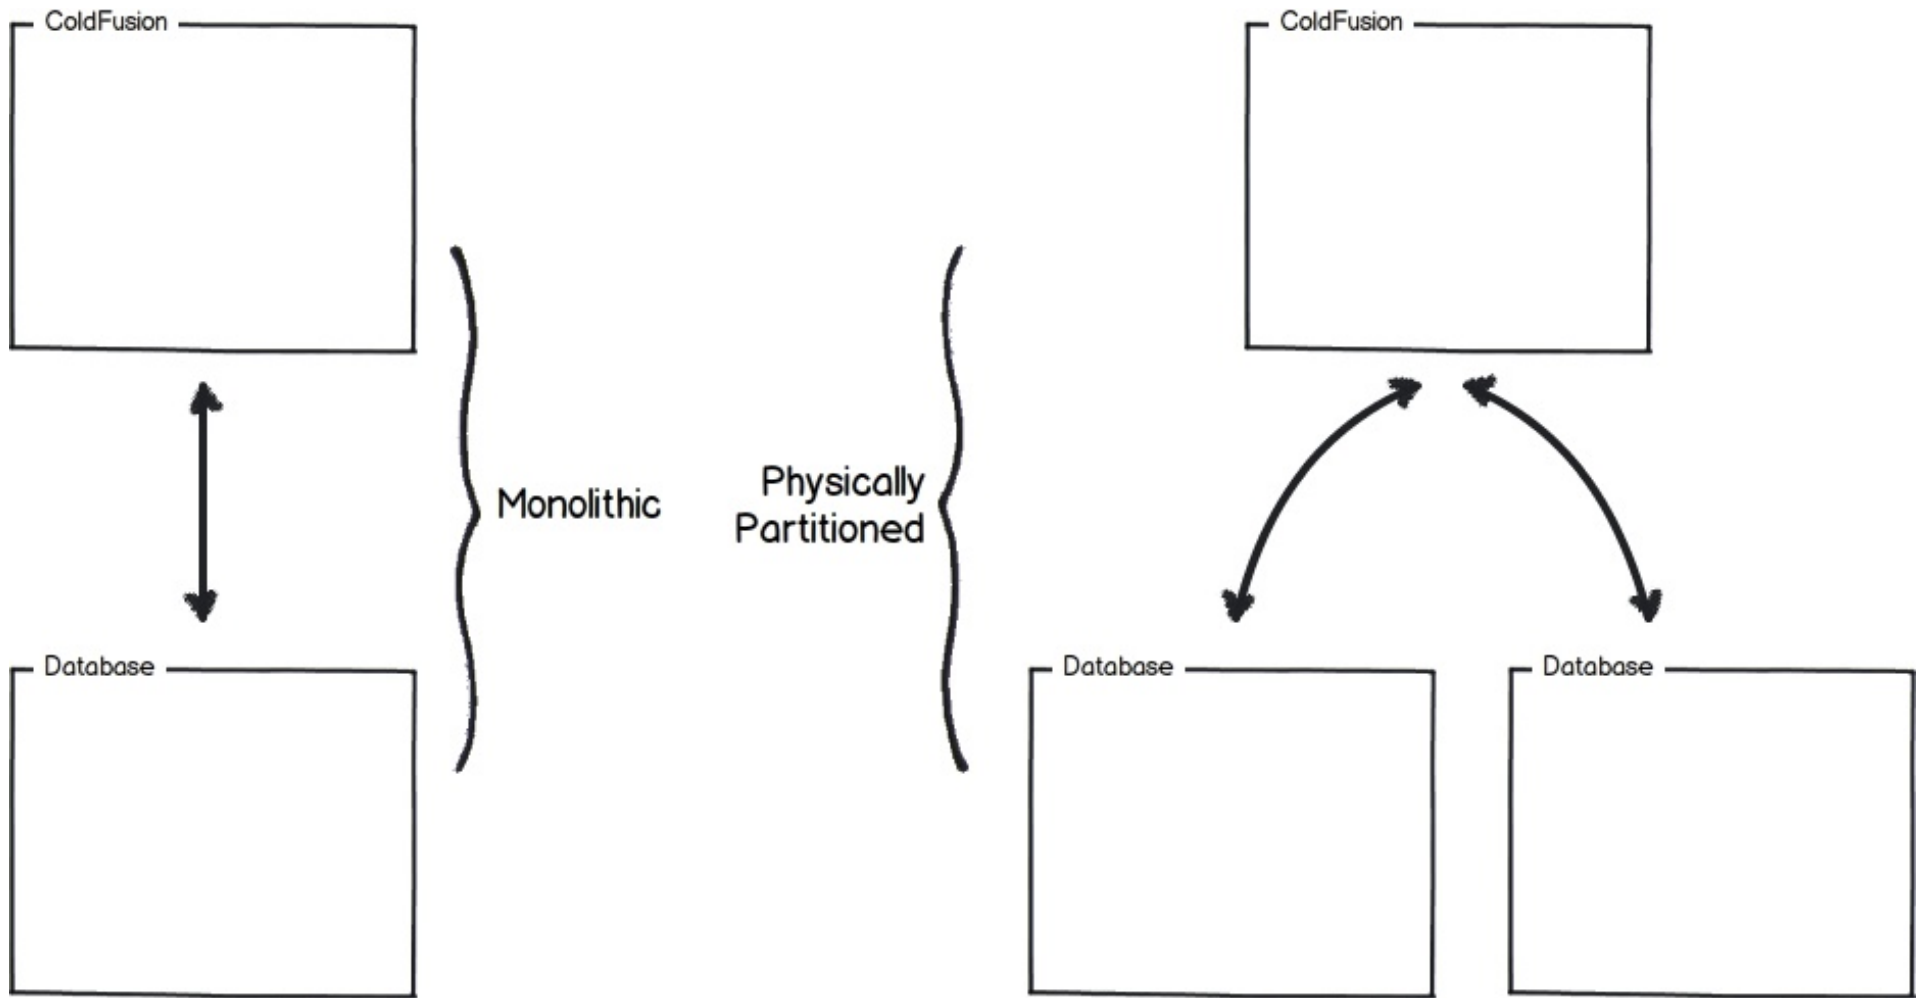 ColdFusion
ColdFusion
Monolithic
Physically
Partitioned
Database
Database
Database